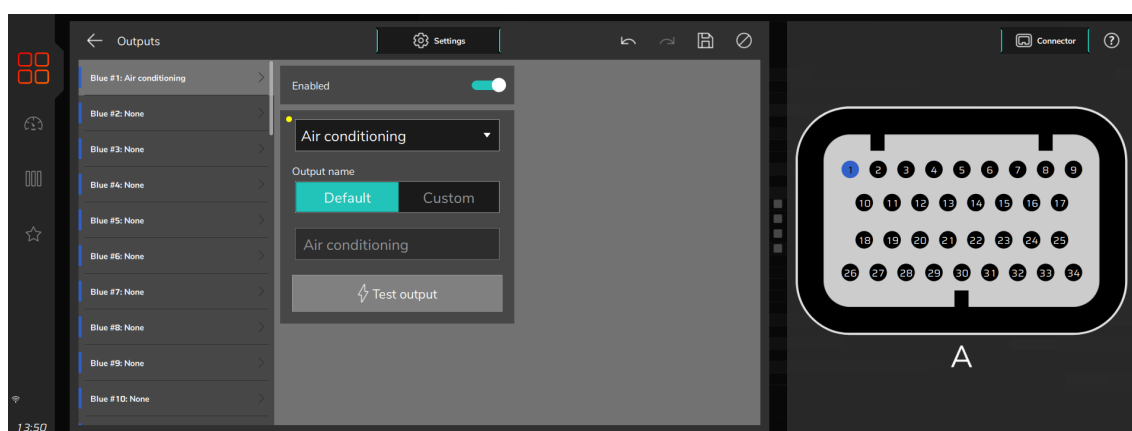 Outputs
Settings
Connector
?
Blue #1: Air conditioning
Blue #2: None
Blue #3: None
Blue #4: None
Blue #5: None
Blue #6: None
Blue #7: None
Blue #8: None
Blue #9: None
Blue #10: None
13:50
Enabled
Air conditioning
Output name
Default Custom
Air conditioning
Test output
1 2 3 4 5 6 7 8 9
10 11 12 13 14 15 16 17
18 19 20 21 22 23 24 25
26 27 28 29 30 31 32 33 34
A